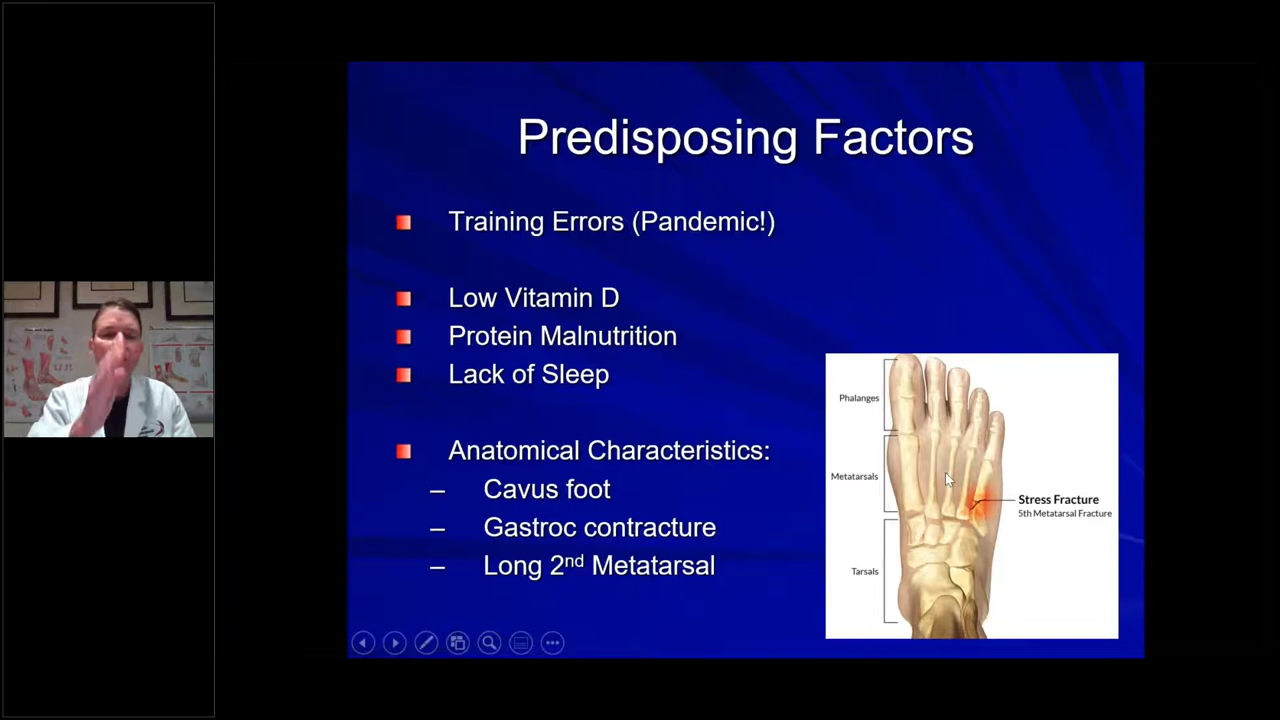 Predisposing Factors
Training Errors (Pandemic!)
Low Vitamin D
Protein Malnutrition
Lack of Sleep
Anatomical Characteristics:
– Cavus foot
– Gastroc contracture
– Long 2nd Metatarsal
Phalanges
Metatarsals
Stress Fracture
5th Metatarsal Fracture
Tarsals